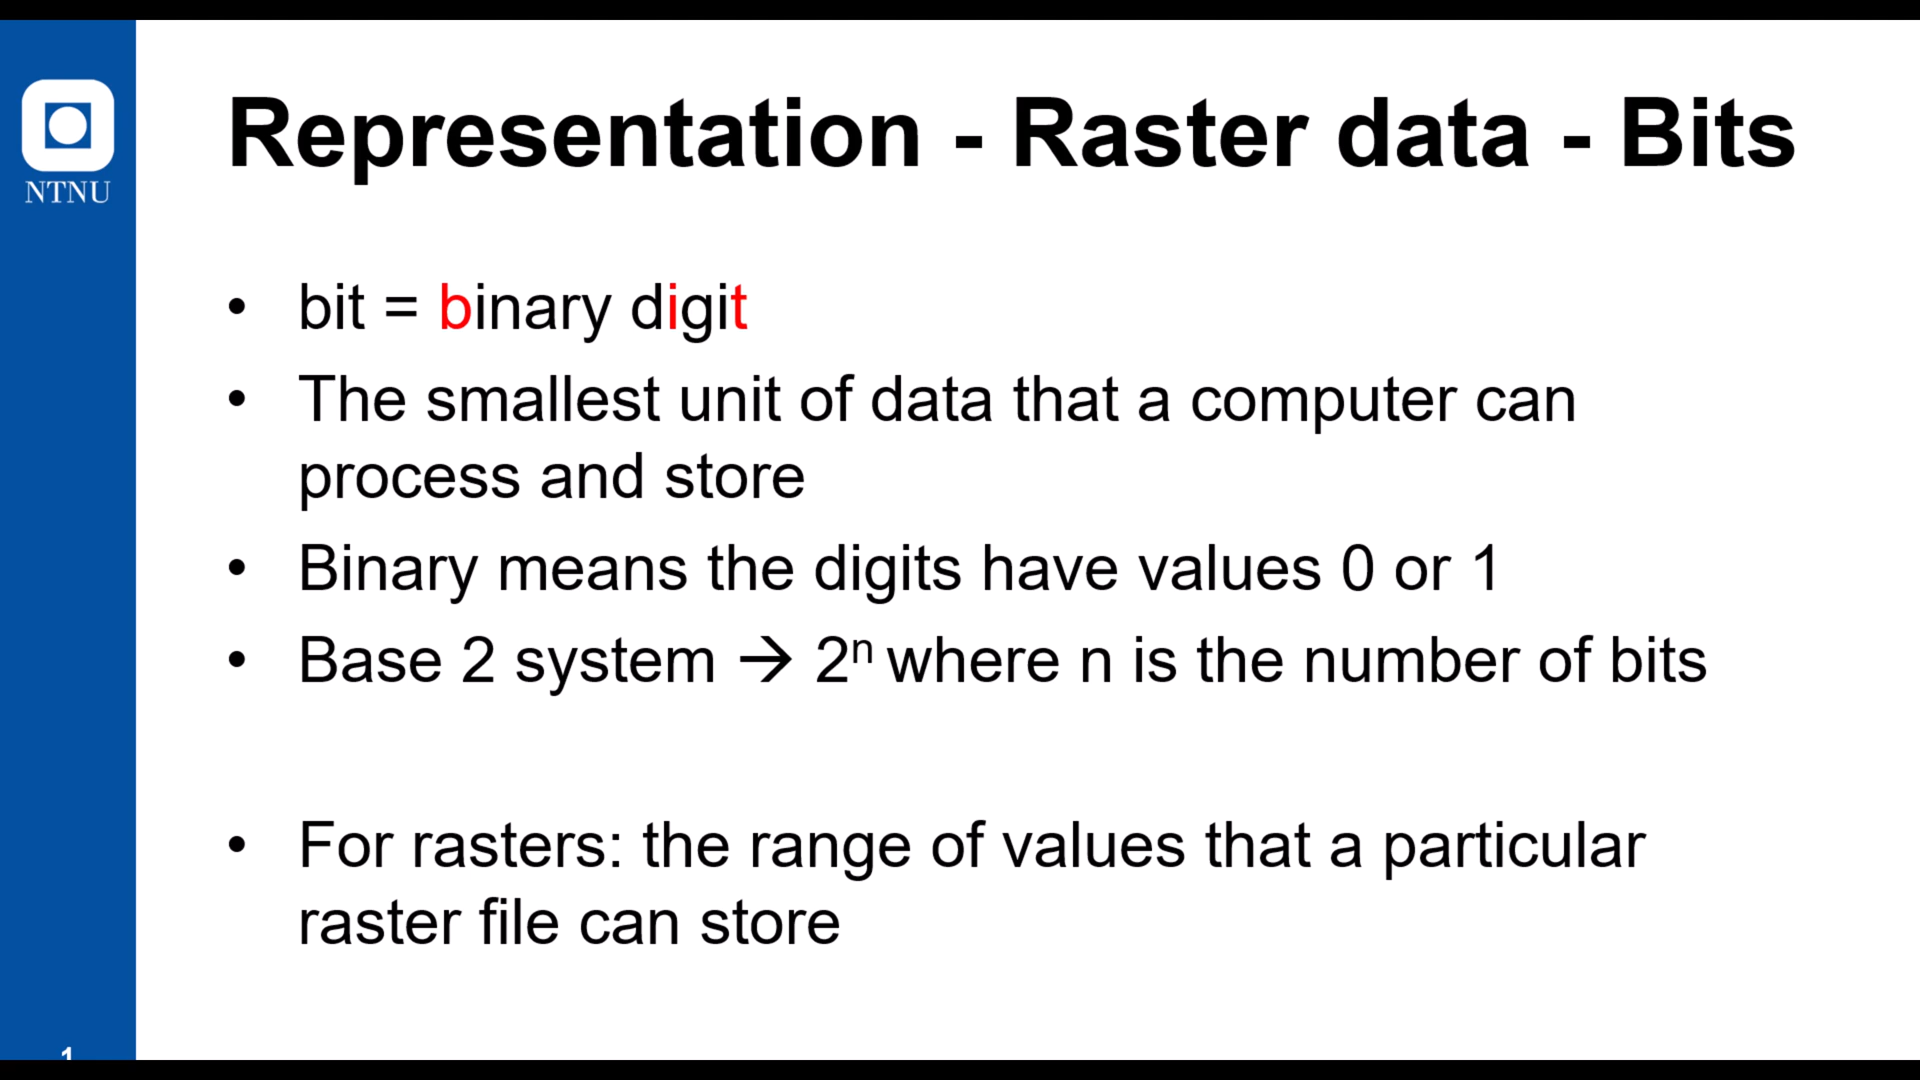 NTNU
Representation - Raster data - Bits
• bit = binary digit
• The smallest unit of data that a computer can
process and store
• Binary means the digits have values 0 or 1
• Base 2 system → 2ⁿ where n is the number of bits
• For rasters: the range of values that a particular
raster file can store
1